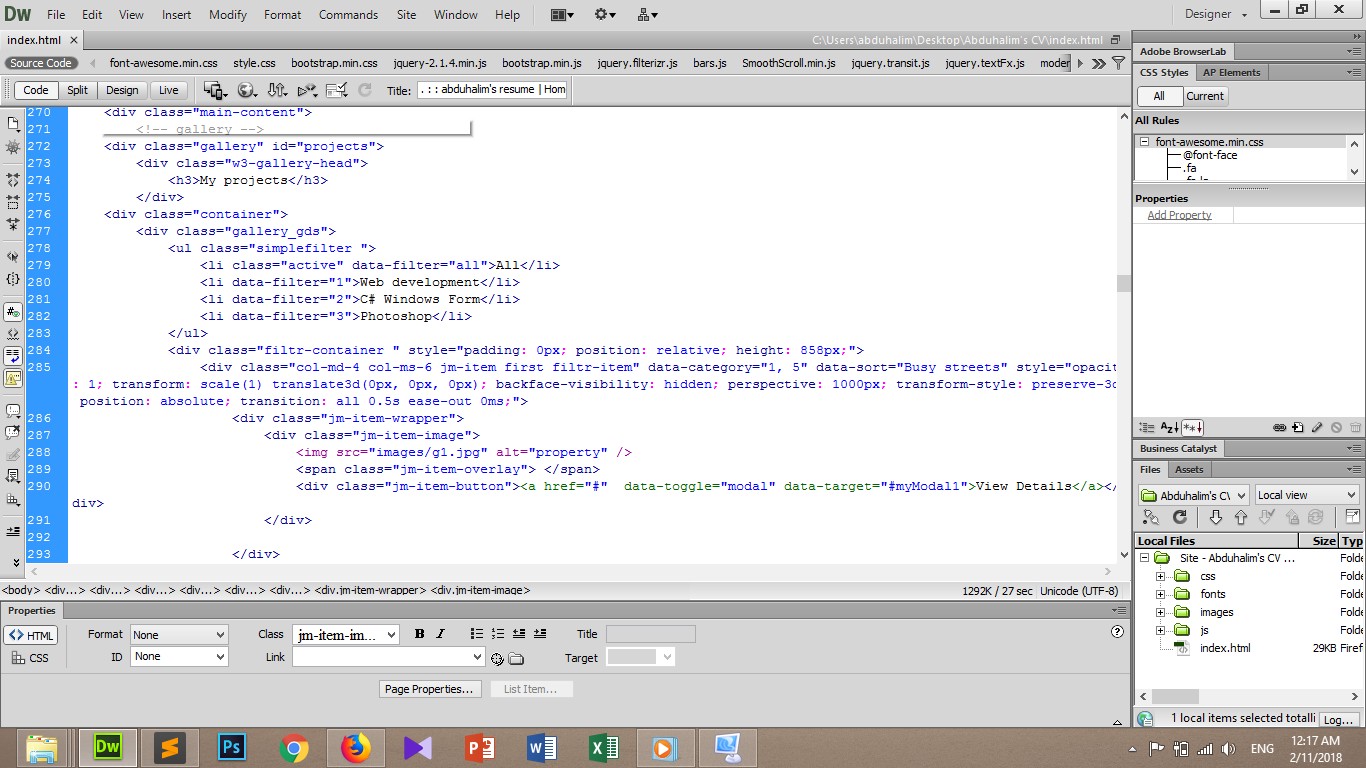 Dw File Edit View Insert Modify Format Commands Site Window Help Designer
index.html C:\Users\abduhalim\Desktop\Abduhalim's CV\index.html
Source Code font-awesome.min.css style.css bootstrap.min.css jquery-2.1.4.min.js bootstrap.min.js jquery.filterizr.js bars.js SmoothScroll.min.js jquery.transit.js jquery.textFx.js moder
Code Split Design Live Title: . : : abduhalim's resume | Hom
270 <div class="main-content">
271 <!-- gallery -->
272 <div class="gallery" id="projects">
273 <div class="w3-gallery-head">
274 <h3>My projects</h3>
275 </div>
276 <div class="container">
277 <div class="gallery_gds">
278 <ul class="simplefilter ">
279 <li class="active" data-filter="all">All</li>
280 <li data-filter="1">Web development</li>
281 <li data-filter="2">C# Windows Form</li>
282 <li data-filter="3">Photoshop</li>
283 </ul>
284 <div class="filtr-container " style="padding: 0px; position: relative; height: 858px;">
285 <div class="col-md-4 col-ms-6 jm-item first filtr-item" data-category="1, 5" data-sort="Busy streets" style="opacit
: 1; transform: scale(1) translate3d(0px, 0px, 0px); backface-visibility: hidden; perspective: 1000px; transform-style: preserve-3d
position: absolute; transition: all 0.5s ease-out 0ms;">
286 <div class="jm-item-wrapper">
287 <div class="jm-item-image">
288 <img src="images/g1.jpg" alt="property" />
289 <span class="jm-item-overlay"> </span>
290 <div class="jm-item-button"><a href="#" data-toggle="modal" data-target="#myModal1">View Details</a></
div>
291 </div>
292
293 </div>
<body> <div...> <div...> <div...> <div...> <div...> <div.jm-item-wrapper> <div.jm-item-image> 1292K / 27 sec Unicode (UTF-8)
Properties
<> HTML Format None Class jm-item-im... B I Title
CSS ID None Link Target
Page Properties... List Item...
Adobe BrowserLab
CSS Styles AP Elements
All Current
All Rules
font-awesome.min.css
@font-face
.fa
Properties
Add Property
Business Catalyst
Files Assets
Abduhalim's CV Local view
Local Files Size Typ
Site - Abduhalim's CV ... Folde
css Folde
fonts Folde
images Folde
js Folde
index.html 29KB Firef
1 local items selected totalli Log...
Dw Ps ENG 12:17 AM
2/11/2018